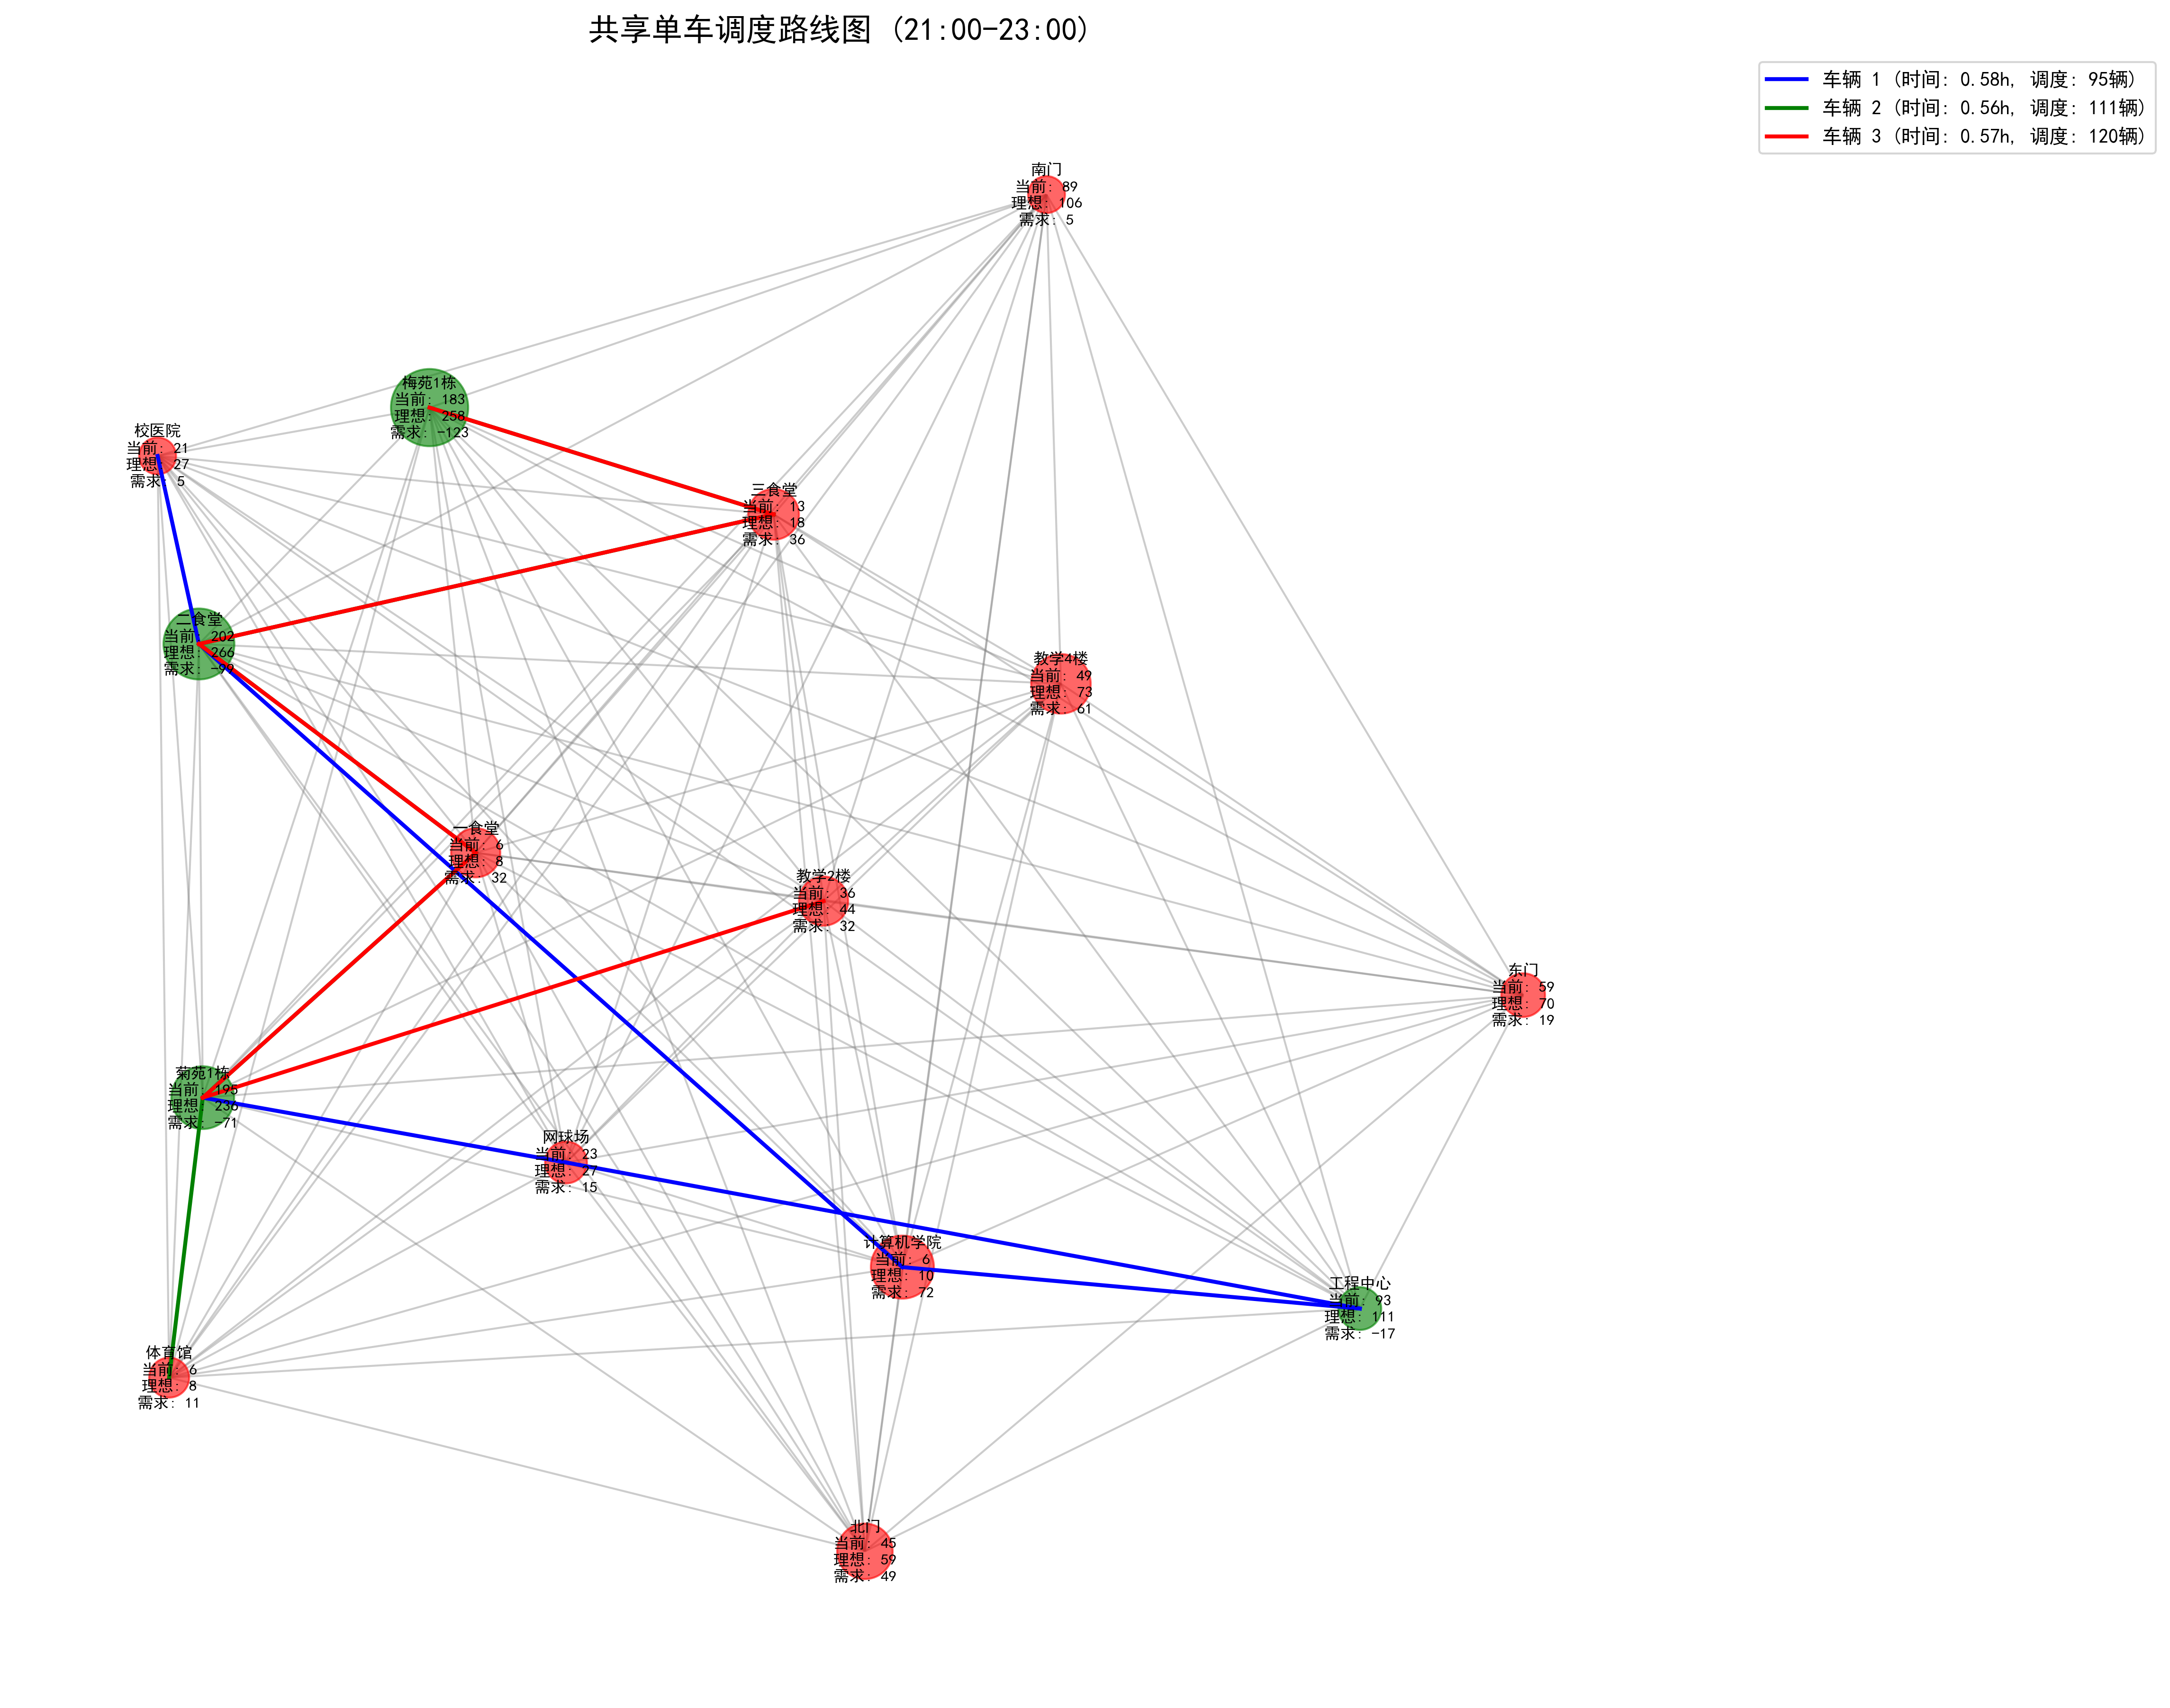 共享单车调度路线图 (21:00-23:00)
车辆 1 (时间: 0.58h, 调度: 95辆)
车辆 2 (时间: 0.56h, 调度: 111辆)
车辆 3 (时间: 0.57h, 调度: 120辆)
南门
当前: 89
理想: 106
需求: 5
梅苑1栋
当前: 183
理想: 258
需求: -123
校医院
当前: 21
理想: 27
需求: 5
三食堂
当前: 13
理想: 18
需求: 36
二食堂
当前: 202
理想: 266
需求: -99
教学4楼
当前: 49
理想: 73
需求: 61
一食堂
当前: 6
理想: 8
需求: 32
教学2楼
当前: 36
理想: 44
需求: 32
东门
当前: 59
理想: 70
需求: 19
菊苑1栋
当前: 195
理想: 238
需求: -71
网球场
当前: 23
理想: 27
需求: 15
计算机学院
当前: 6
理想: 10
需求: 72
工程中心
当前: 93
理想: 111
需求: -17
体育馆
当前: 6
理想: 8
需求: 11
北门
当前: 45
理想: 59
需求: 49